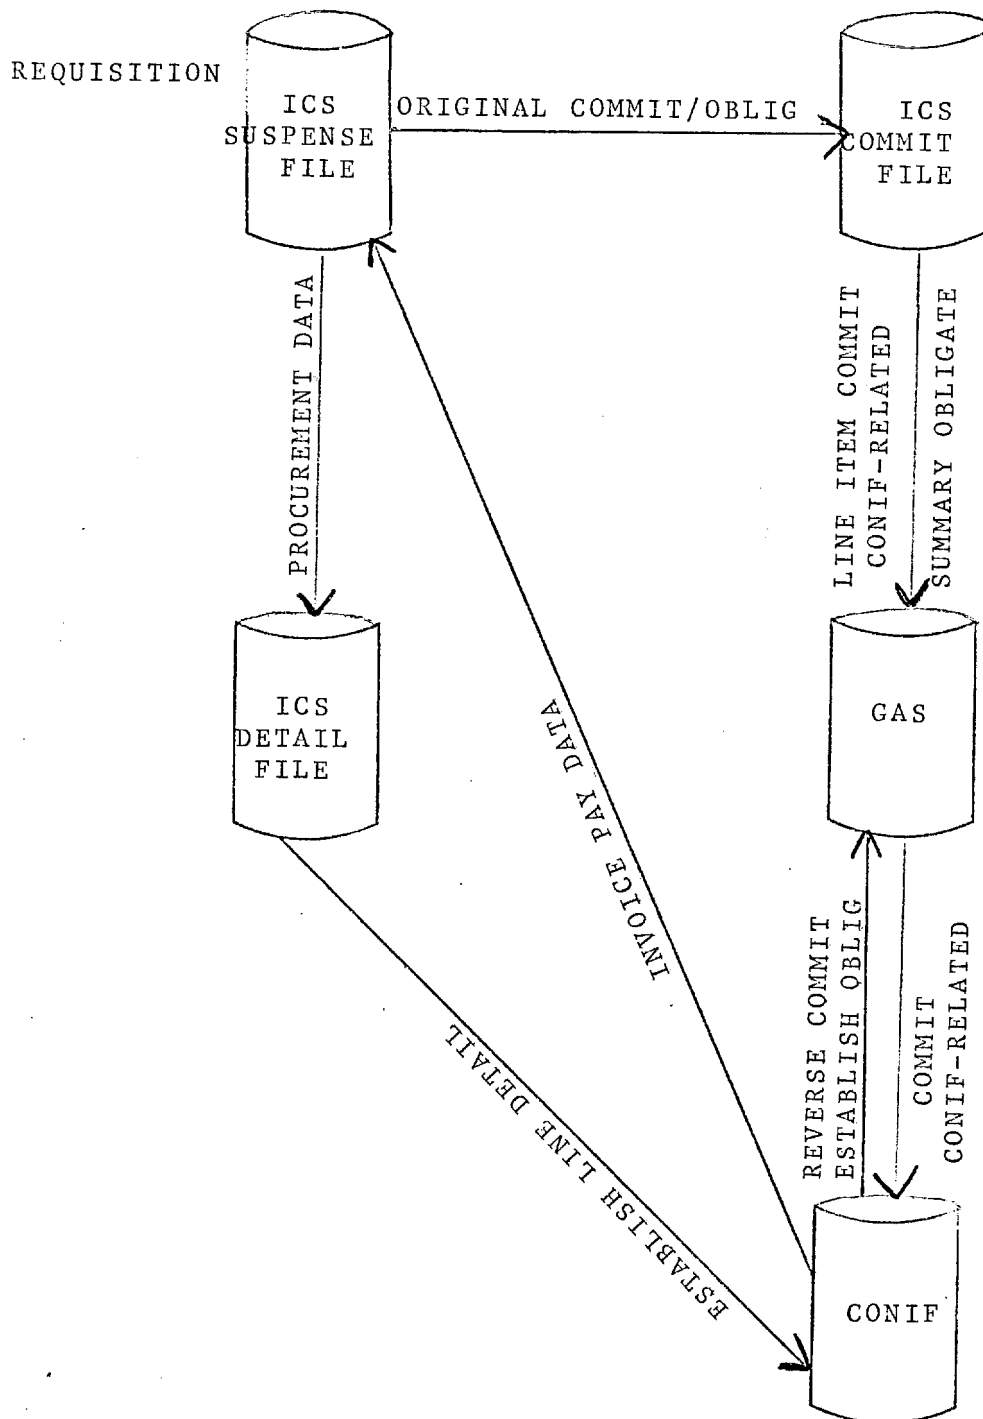 REQUISITION
ICS
SUSPENSE
FILE
ORIGINAL COMMIT/OBLIG
ICS
COMMIT
FILE
PROCUREMENT DATA
LINE ITEM COMMIT
CONIF-RELATED
SUMMARY OBLIGATE
ICS
DETAIL
FILE
INVOICE PAY DATA
GAS
ESTABLISH LINE DETAIL
REVERSE COMMIT
ESTABLISH OBLIG
COMMIT
CONIF-RELATED
CONIF